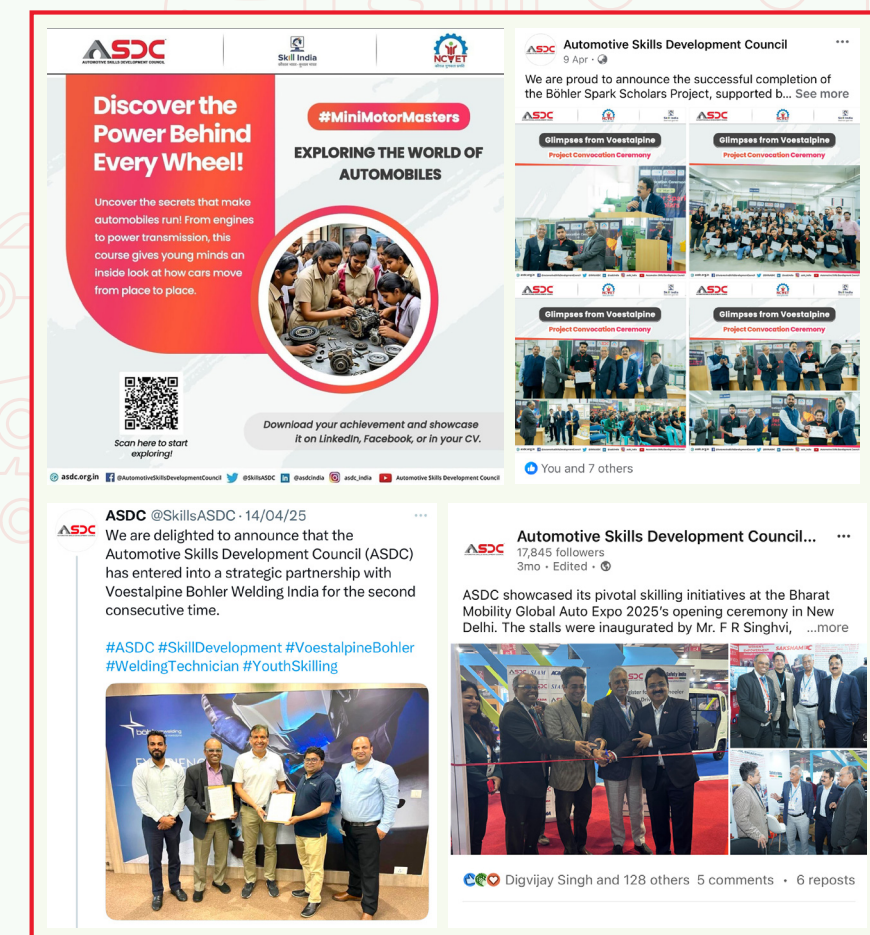 ASDC
AUTOMOTIVE SKILLS DEVELOPMENT COUNCIL
Skill India
कौशल भारत - कुशल भारत
NCVET
Discover the
Power Behind
Every Wheel!
Uncover the secrets that make
automobiles run! From engines
to power transmission, this
course gives young minds an
inside look at how cars move
from place to place.
#MiniMotorMasters
EXPLORING THE WORLD OF
AUTOMOBILES
Scan here to start
exploring!
Download your achievement and showcase
it on LinkedIn, Facebook, or in your CV.
asdc.org.in @AutomotiveSkillsDevelopmentCouncil @SkillsASDC @asdcindia asdc_india Automotive Skills Development Council
ASDC
Automotive Skills Development Council
9 Apr ·
We are proud to announce the successful completion of
the Böhler Spark Scholars Project, supported b... See more
ASDC
Glimpses from Voestalpine
Project Convocation Ceremony
ASDC
Glimpses from Voestalpine
Project Convocation Ceremony
ASDC
Glimpses from Voestalpine
Project Convocation Ceremony
ASDC
Glimpses from Voestalpine
Project Convocation Ceremony
You and 7 others
ASDC
ASDC @SkillsASDC · 14/04/25
We are delighted to announce that the
Automotive Skills Development Council (ASDC)
has entered into a strategic partnership with
Voestalpine Bohler Welding India for the second
consecutive time.
#ASDC #SkillDevelopment #VoestalpineBohler
#WeldingTechnician #YouthSkilling
ASDC
Automotive Skills Development Council...
17,845 followers
3mo · Edited ·
ASDC showcased its pivotal skilling initiatives at the Bharat
Mobility Global Auto Expo 2025's opening ceremony in New
Delhi. The stalls were inaugurated by Mr. F R Singhvi, ...more
Digvijay Singh and 128 others 5 comments · 6 reposts